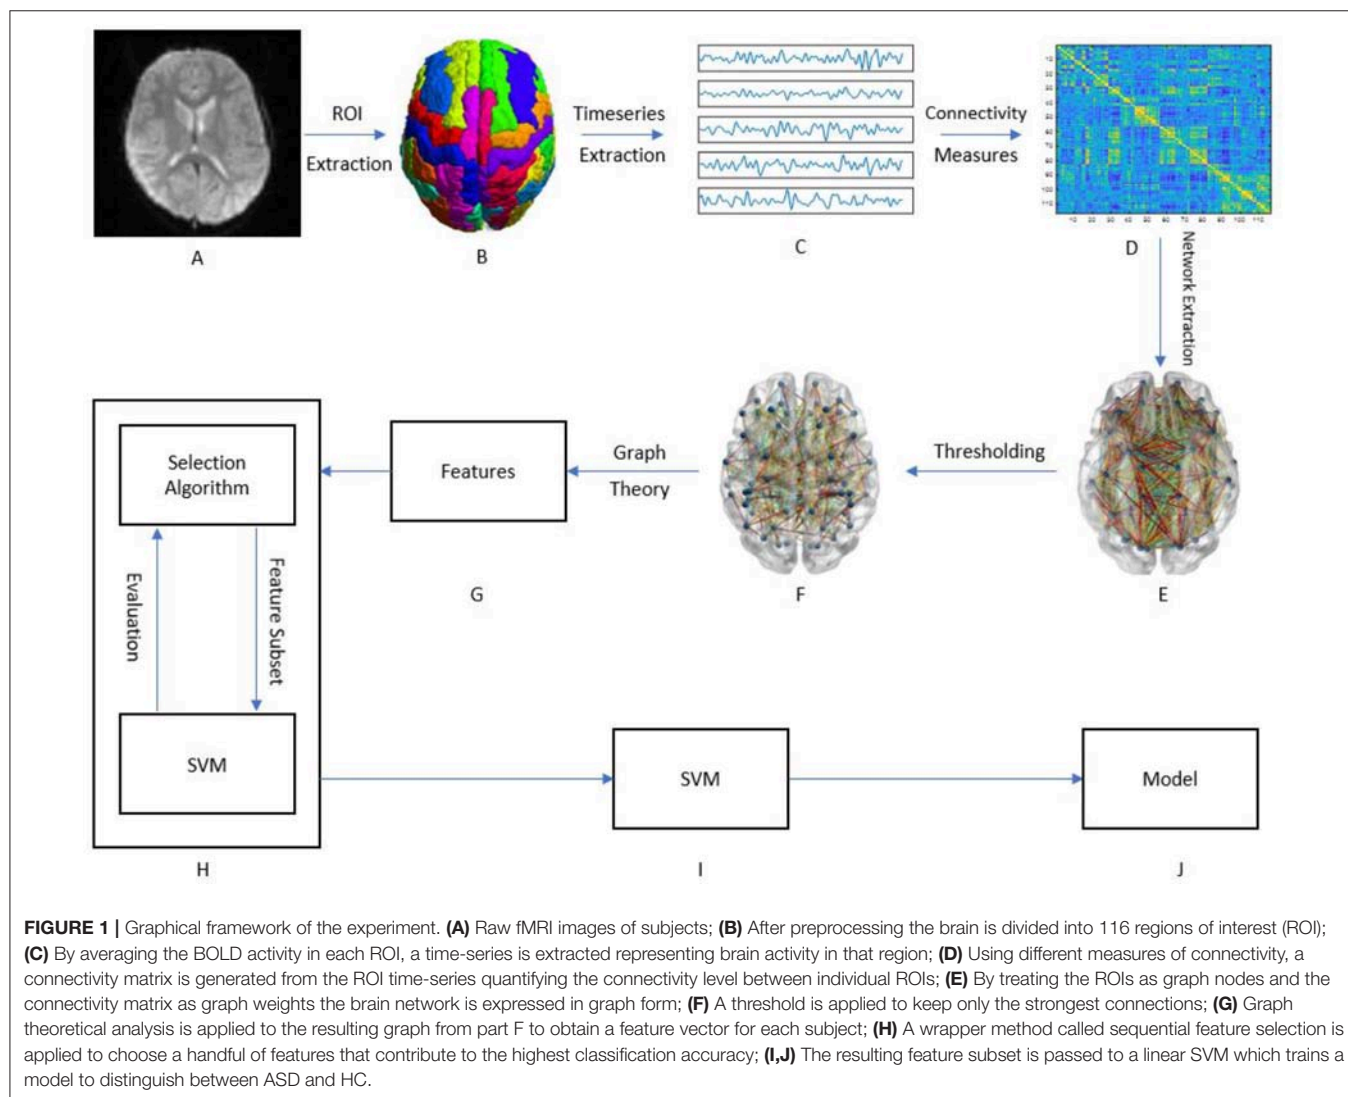 ROI
Extraction
Timeseries
Extraction
Connectivity
Measures
A
B
C
D
Network Extraction
Selection
Algorithm
Features
Graph
Theory
Thresholding
Evaluation
Feature Subset
G
F
E
SVM
SVM
Model
H
I
J
FIGURE 1 | Graphical framework of the experiment. (A) Raw fMRI images of subjects; (B) After preprocessing the brain is divided into 116 regions of interest (ROI);
(C) By averaging the BOLD activity in each ROI, a time-series is extracted representing brain activity in that region; (D) Using different measures of connectivity, a
connectivity matrix is generated from the ROI time-series quantifying the connectivity level between individual ROIs; (E) By treating the ROIs as graph nodes and the
connectivity matrix as graph weights the brain network is expressed in graph form; (F) A threshold is applied to keep only the strongest connections; (G) Graph
theoretical analysis is applied to the resulting graph from part F to obtain a feature vector for each subject; (H) A wrapper method called sequential feature selection is
applied to choose a handful of features that contribute to the highest classification accuracy; (I,J) The resulting feature subset is passed to a linear SVM which trains a
model to distinguish between ASD and HC.